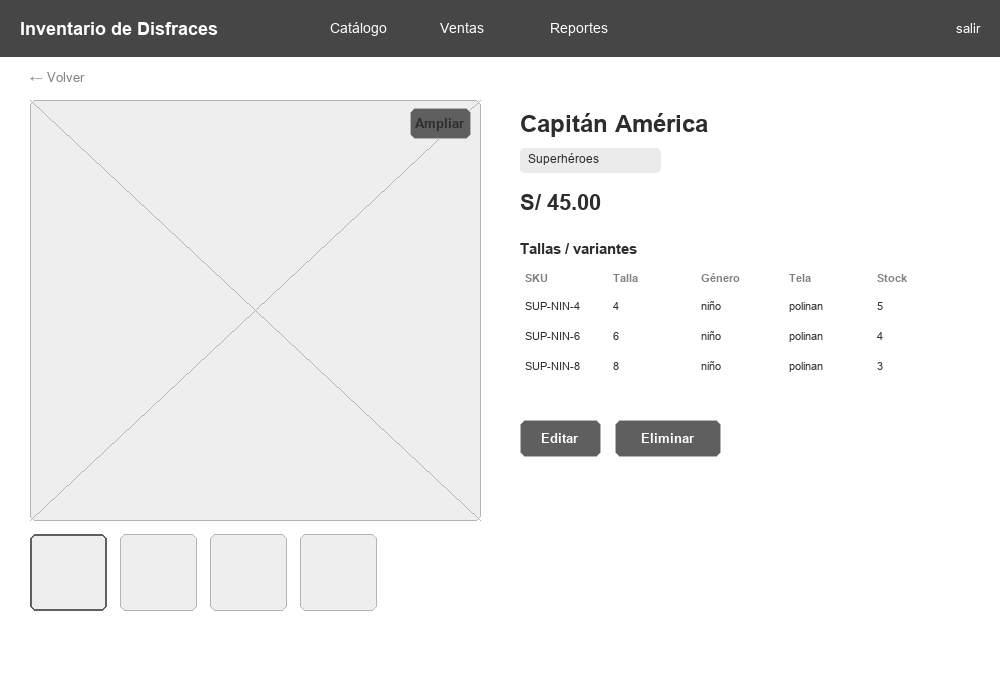 Inventario de Disfraces Catálogo Ventas Reportes salir
← Volver
Ampliar
Capitán América
Superhéroes
S/ 45.00
Tallas / variantes
SKU Talla Género Tela Stock
SUP-NIN-4 4 niño polinan 5
SUP-NIN-6 6 niño polinan 4
SUP-NIN-8 8 niño polinan 3
Editar Eliminar